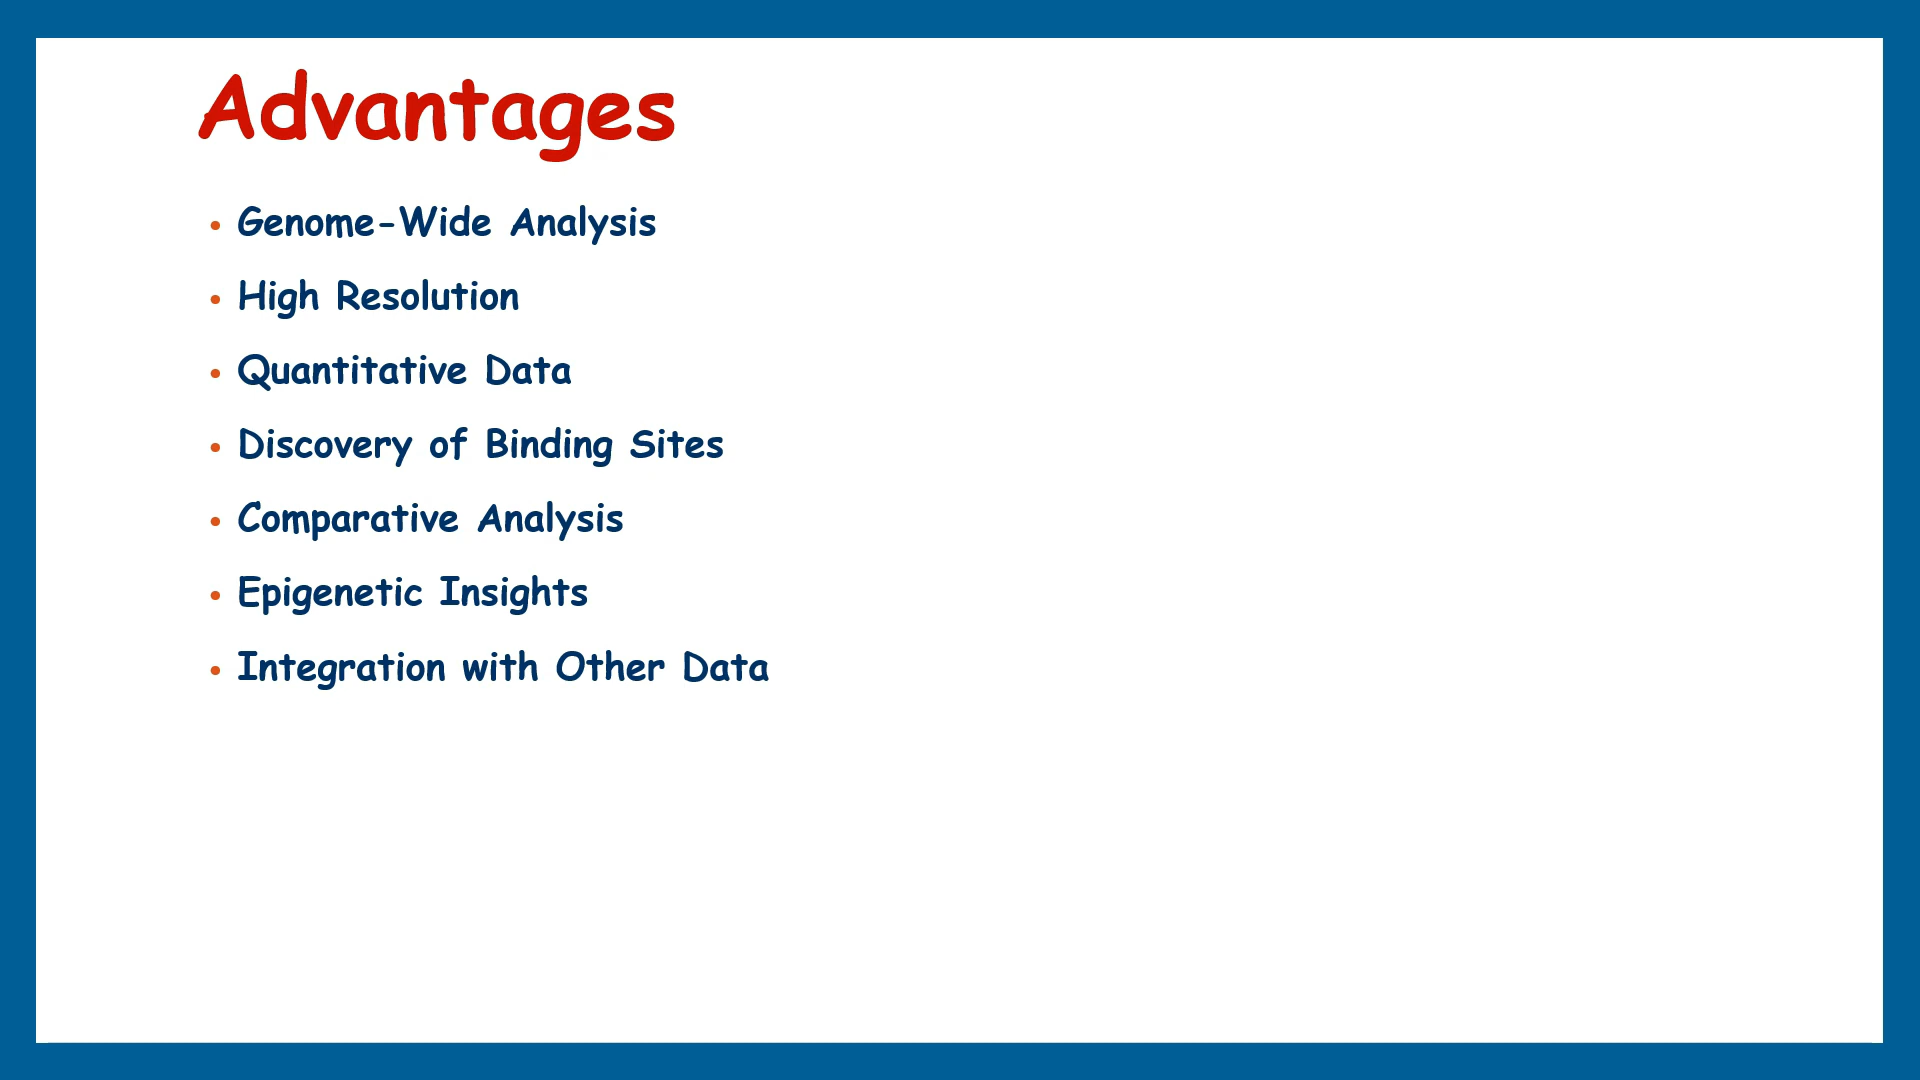 Advantages
• Genome-Wide Analysis
• High Resolution
• Quantitative Data
• Discovery of Binding Sites
• Comparative Analysis
• Epigenetic Insights
• Integration with Other Data